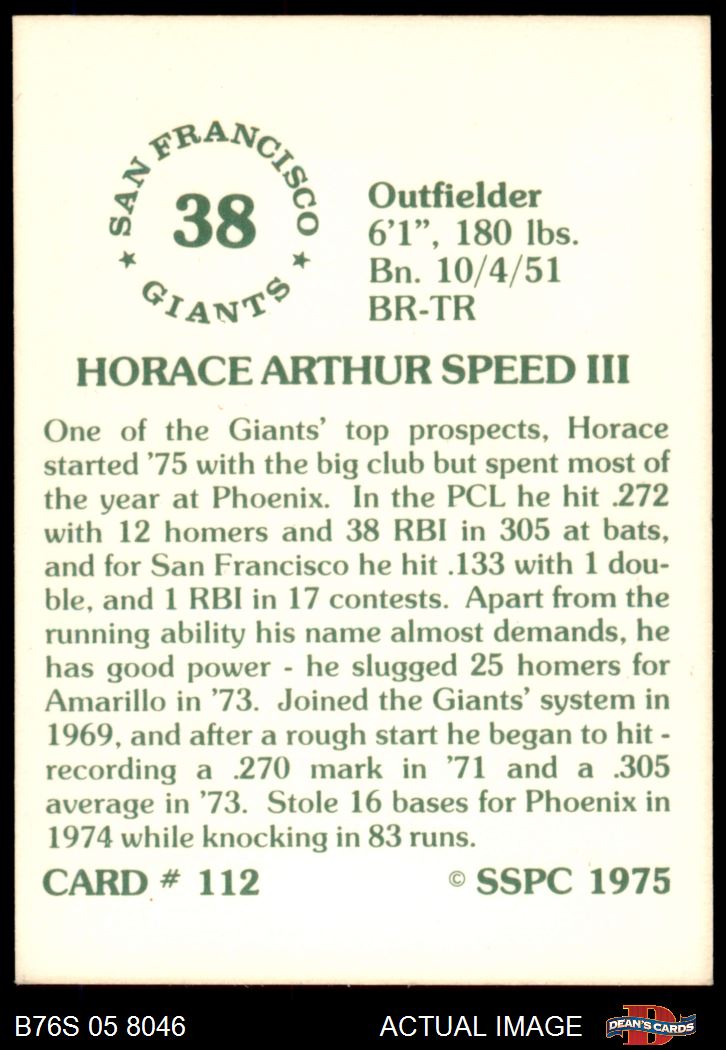 SAN FRANCISCO
38
★ GIANTS ★
Outfielder
6'1”, 180 lbs.
Bn. 10/4/51
BR-TR
HORACE ARTHUR SPEED III
One of the Giants’ top prospects, Horace
started ’75 with the big club but spent most of
the year at Phoenix. In the PCL he hit .272
with 12 homers and 38 RBI in 305 at bats,
and for San Francisco he hit .133 with 1 dou-
ble, and 1 RBI in 17 contests. Apart from the
running ability his name almost demands, he
has good power - he slugged 25 homers for
Amarillo in ’73. Joined the Giants’ system in
1969, and after a rough start he began to hit -
recording a .270 mark in ’71 and a .305
average in ’73. Stole 16 bases for Phoenix in
1974 while knocking in 83 runs.
CARD # 112
© SSPC 1975
B76S 05 8046
ACTUAL IMAGE
D
DEAN'S CARDS